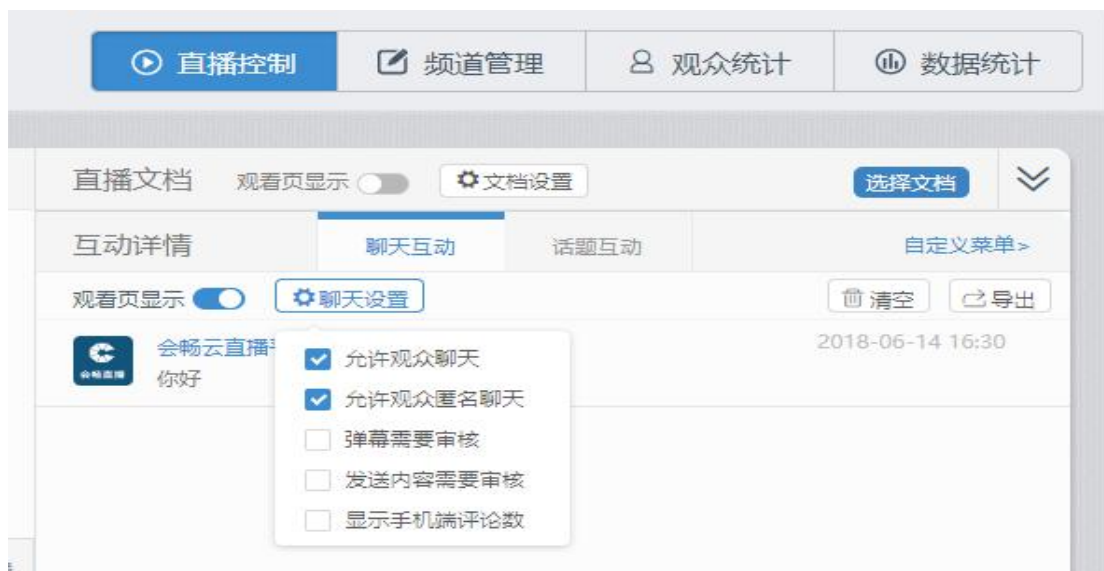 直播控制 频道管理 观众统计 数据统计
直播文档 观看页显示 文档设置 选择文档
互动详情 聊天互动 话题互动 自定义菜单>
观看页显示 聊天设置 清空 导出
会畅云直播 2018-06-14 16:30
会畅直播
你好
允许观众聊天
允许观众匿名聊天
弹幕需要审核
发送内容需要审核
显示手机端评论数